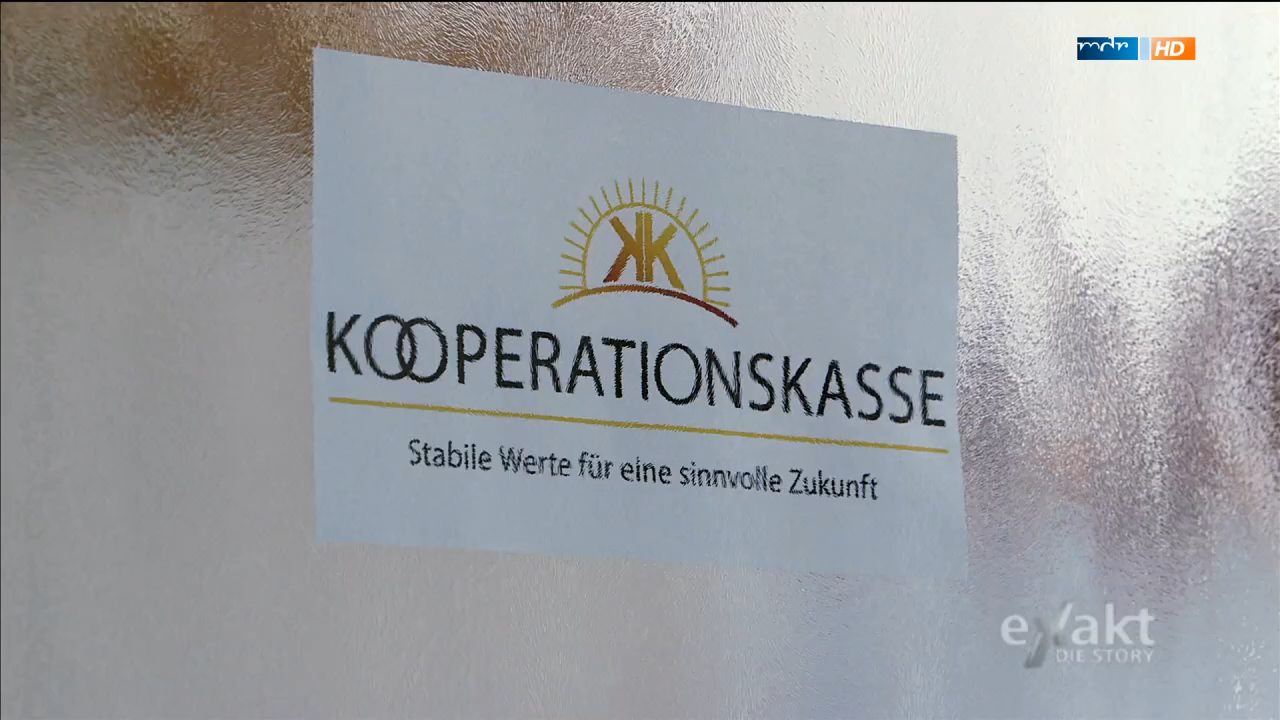 mdr HD
KK
KOOPERATIONSKASSE
Stabile Werte für eine sinnvolle Zukunft
exakt
DIE STORY